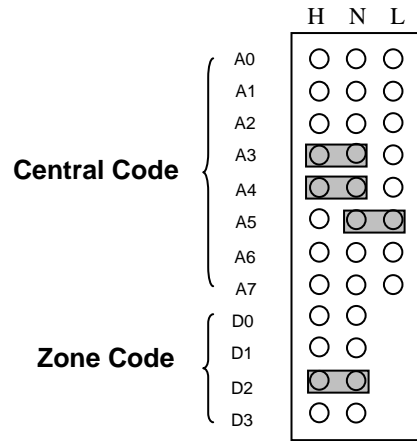 H N L
A0
A1
A2
A3
A4
A5
A6
A7
D0
D1
D2
D3
Central Code
Zone Code